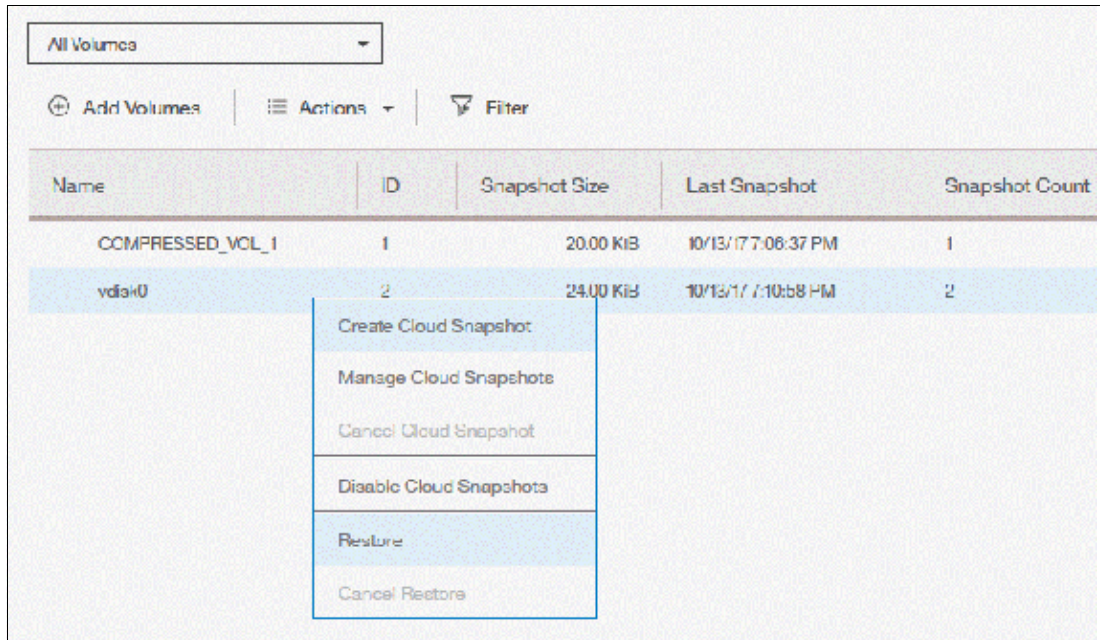 All Volumes
Add Volumes Actions Filter
Name ID Snapshot Size Last Snapshot Snapshot Count
COMPRESSED_VOL_1 1 20.00 KiB 10/13/17 7:06:37 PM 1
vdisk0 2 24.00 KiB 10/13/17 7:10:58 PM 2
Create Cloud Snapshot
Manage Cloud Snapshots
Cancel Cloud Snapshot
Disable Cloud Snapshots
Restore
Cancel Restore